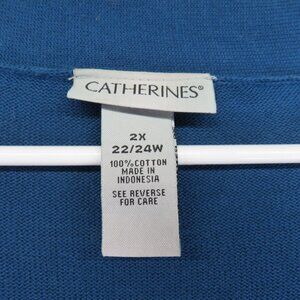 CATHERINES®
2X
22/24W
100% COTTON
MADE IN
INDONESIA
SEE REVERSE
FOR CARE